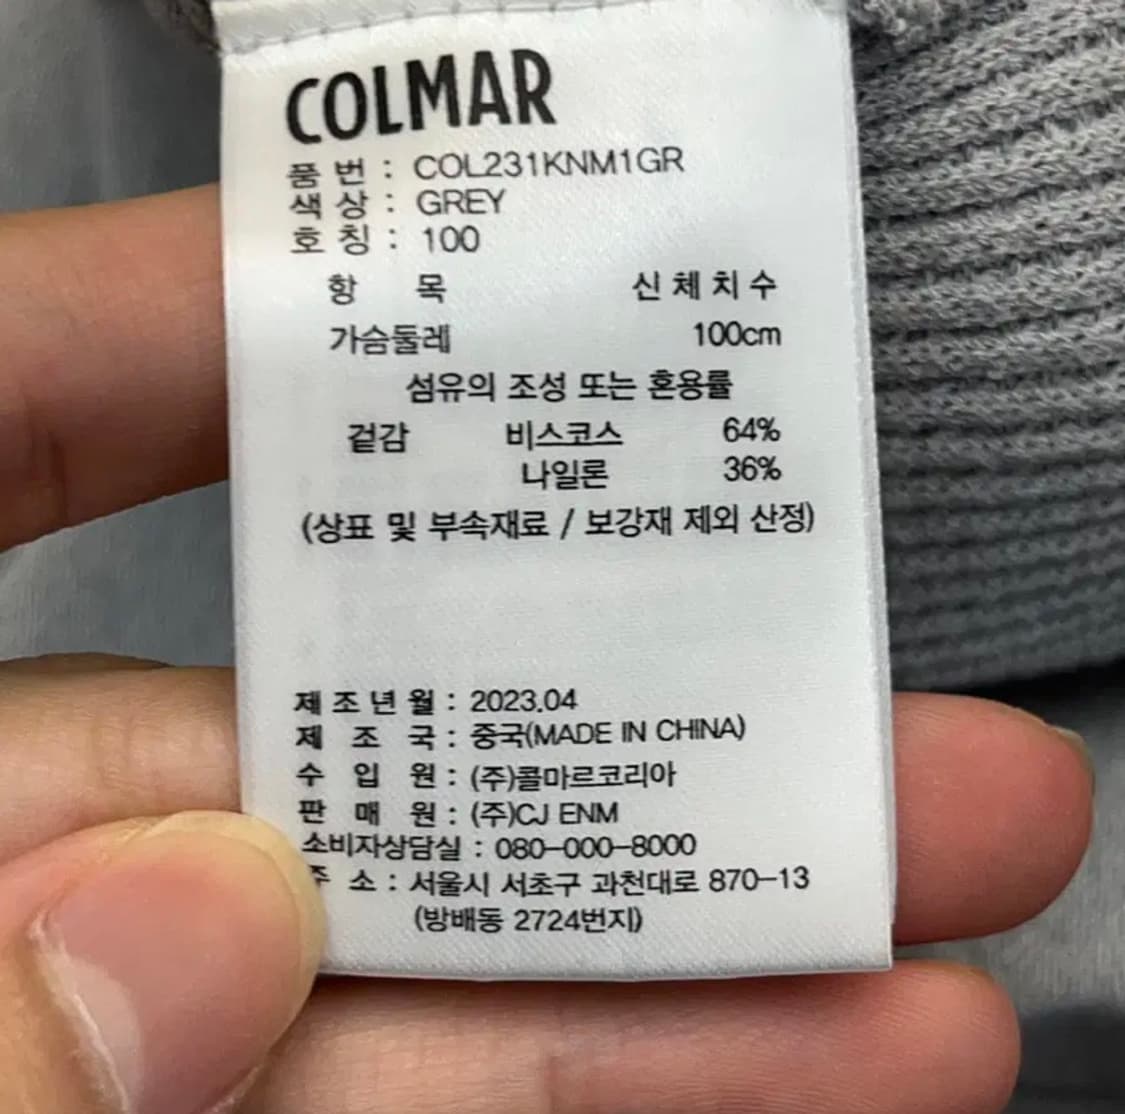 COLMAR
품 번 : COL231KNM1GR
색 상 : GREY
호 칭 : 100
항 목 신 체 치 수
가슴둘레 100cm
섬유의 조성 또는 혼용률
겉감 비스코스 64%
나일론 36%
(상표 및 부속재료 / 보강재 제외 산정)
제 조 년 월 : 2023.04
제 조 국 : 중국(MADE IN CHINA)
수 입 원 : (주)콜마르코리아
판 매 원 : (주)CJ ENM
소비자상담실 : 080-000-8000
주 소 : 서울시 서초구 과천대로 870-13
(방배동 2724번지)